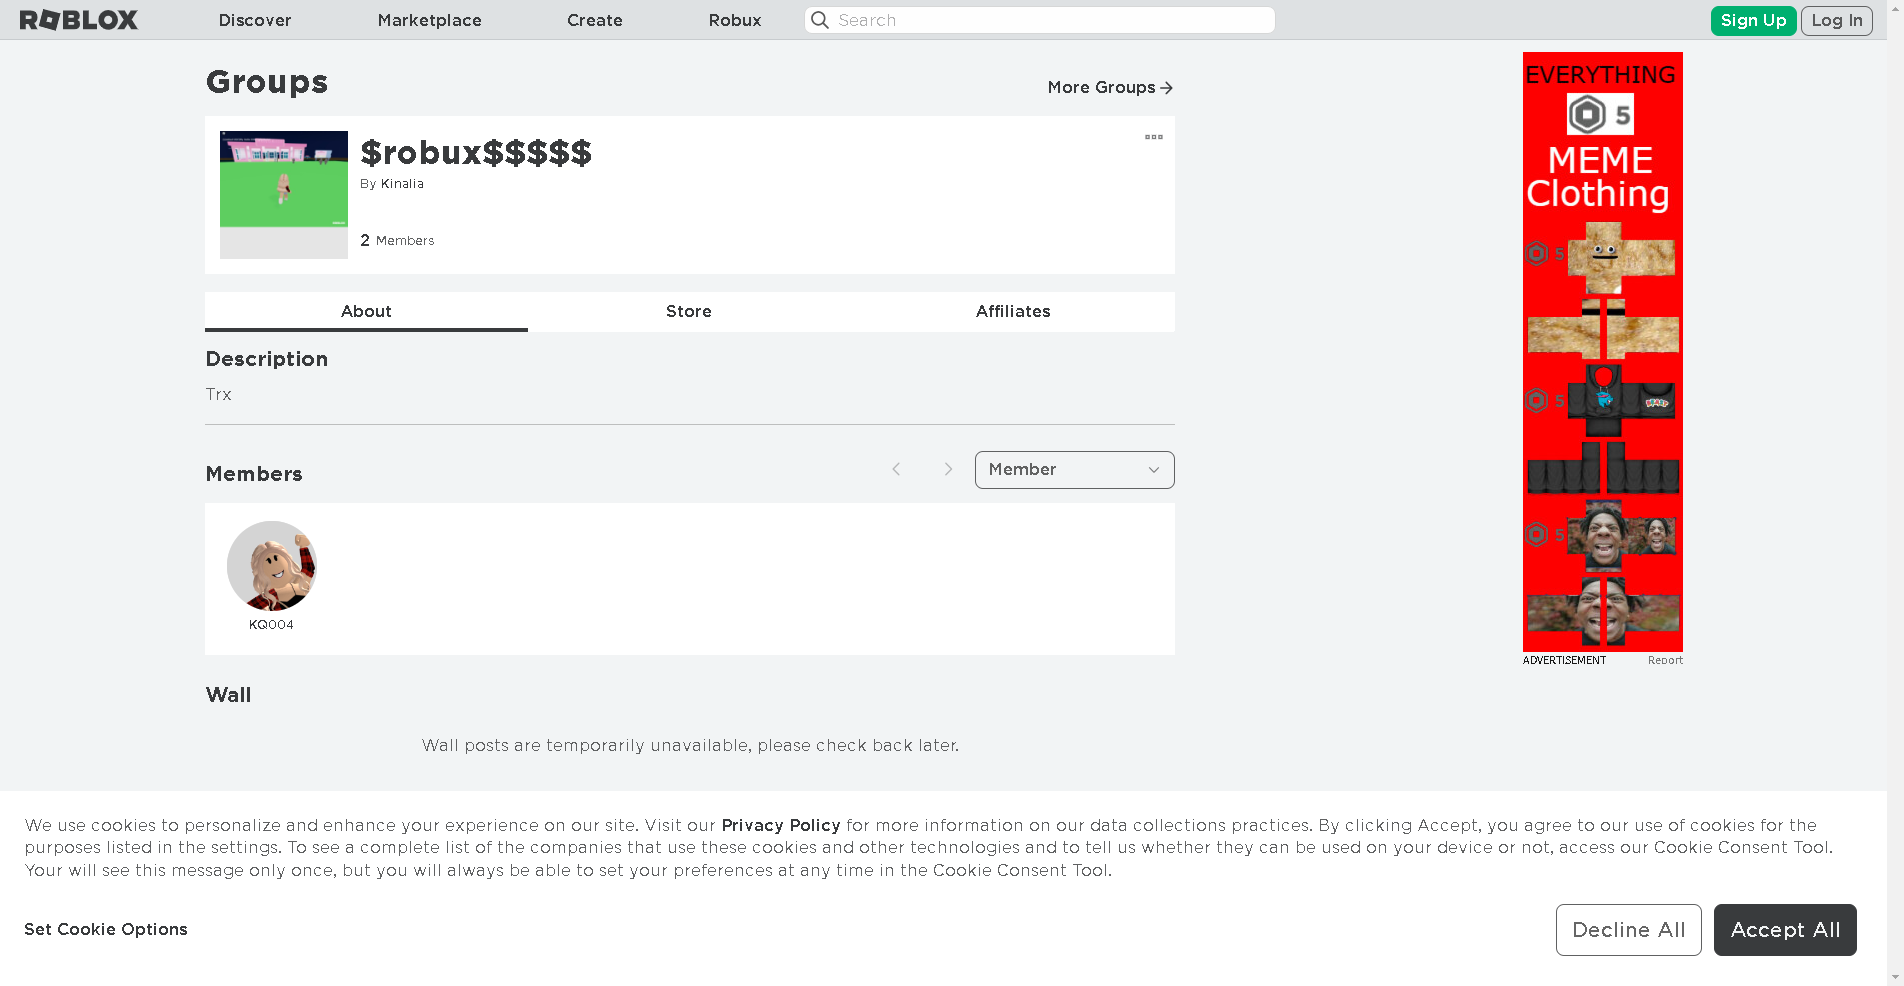 ROBLOX Discover Marketplace Create Robux Search Sign Up Log In
Groups
More Groups
$robux$$$$$
By Kinalia
2 Members
About Store Affiliates
Description
Trx
Members
Member
KQ004
Wall
Wall posts are temporarily unavailable, please check back later.
EVERYTHING
5
MEME
Clothing
5
5
5
ADVERTISEMENT Report
We use cookies to personalize and enhance your experience on our site. Visit our Privacy Policy for more information on our data collections practices. By clicking Accept, you agree to our use of cookies for the
purposes listed in the settings. To see a complete list of the companies that use these cookies and other technologies and to tell us whether they can be used on your device or not, access our Cookie Consent Tool.
Your will see this message only once, but you will always be able to set your preferences at any time in the Cookie Consent Tool.
Set Cookie Options
Decline All Accept All